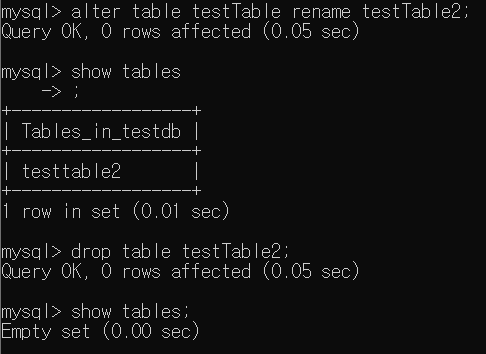 mysql> alter table testTable rename testTable2;
Query OK, 0 rows affected (0.05 sec)
mysql> show tables
    -> ;
+-------------------+
| Tables_in_testdb |
+-------------------+
| testtable2       |
+-------------------+
1 row in set (0.01 sec)
mysql> drop table testTable2;
Query OK, 0 rows affected (0.05 sec)
mysql> show tables;
Empty set (0.00 sec)